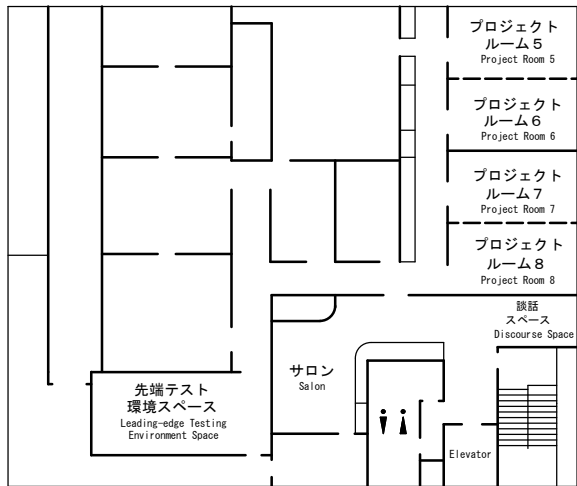 プロジェクト
ルーム5
Project Room 5
プロジェクト
ルーム6
Project Room 6
プロジェクト
ルーム7
Project Room 7
プロジェクト
ルーム8
Project Room 8
談話
スペース
Discourse Space
サロン
Salon
先端テスト
環境スペース
Leading-edge Testing
Environment Space
Elevator